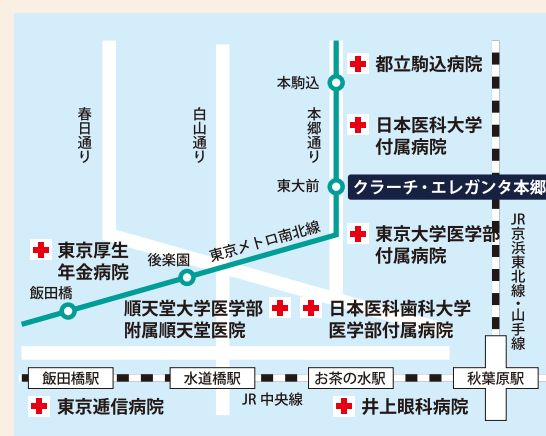 都立駒込病院
本駒込
春日通り
白山通り
本郷通り
日本医科大学
付属病院
東大前
クラーチ・エレガンタ本郷
東京大学医学部
付属病院
JR京浜東北線・山手線
東京メトロ南北線
東京厚生
年金病院
後楽園
飯田橋
順天堂大学医学部
附属順天堂医院
日本医科歯科大学
医学部付属病院
飯田橋駅
水道橋駅
お茶の水駅
秋葉原駅
JR 中央線
東京逓信病院
井上眼科病院